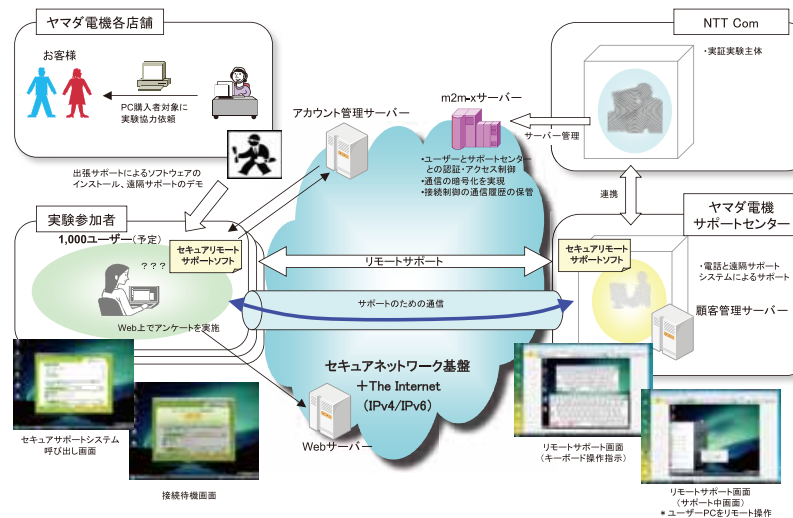 ヤマダ電機各店舗
お客様
PC購入者対象に
実験協力依頼
出張サポートによるソフトウェアの
インストール、遠隔サポートのデモ
アカウント管理サーバー
m2m-xサーバー
・ユーザーとサポートセンター
との認証・アクセス制御
・通信の暗号化を実現
・接続制御の通信履歴の保管
NTT Com
・実証実験主体
サーバー管理
連携
実験参加者
1,000ユーザー(予定)
？？？
セキュアリモート
サポートソフト
Web上でアンケートを実施
リモートサポート
サポートのための通信
セキュアネットワーク基盤
＋The Internet
（IPv4/IPv6）
Webサーバー
ヤマダ電機
サポートセンター
セキュアリモート
サポートソフト
・電話と遠隔サポート
システムによるサポート
顧客管理サーバー
セキュアサポートシステム
呼び出し画面
接続待機画面
リモートサポート画面
（キーボード操作指示）
リモートサポート画面
（サポート中画面）
＊ユーザーPCをリモート操作